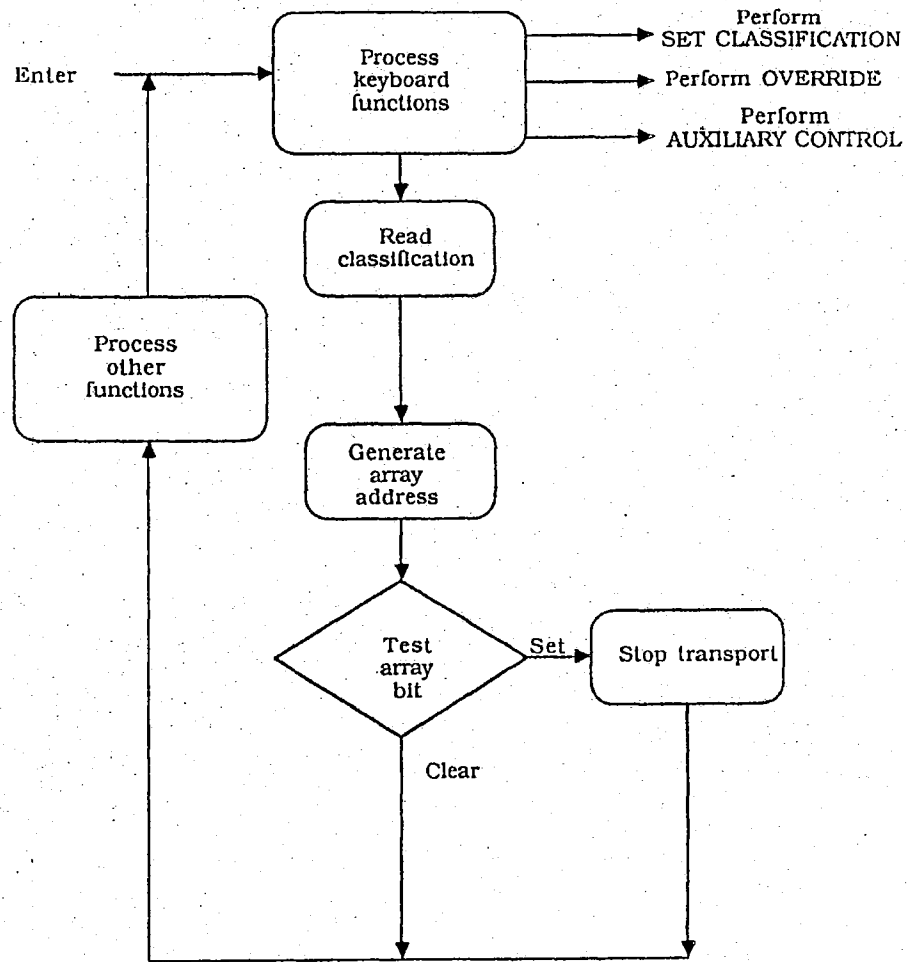 Enter
Process
keyboard
functions
Perform
SET CLASSIFICATION
Perform OVERRIDE
Perform
AUXILIARY CONTROL
Read
classification
Process
other
functions
Generate
array
address
Test
array
bit
Set
Stop transport
Clear